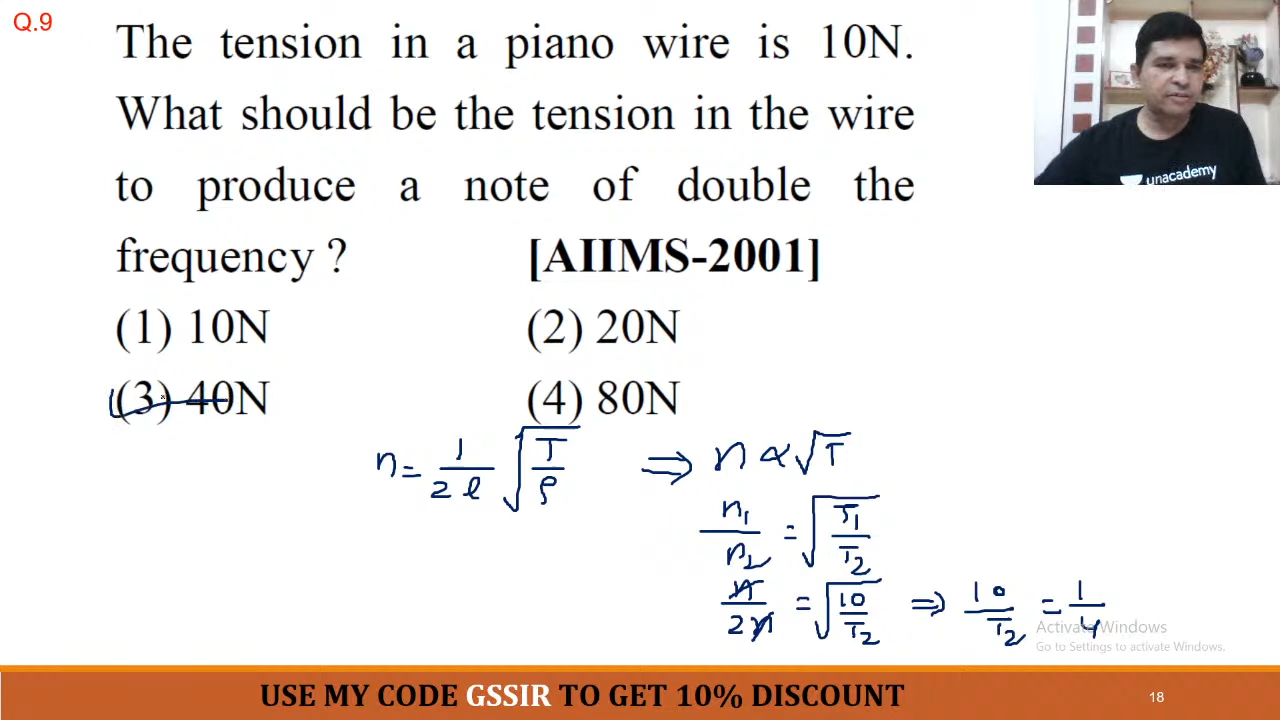 Q.9
The tension in a piano wire is 10N.
What should be the tension in the wire
to produce a note of double the
frequency ? [AIIMS-2001]
(1) 10N (2) 20N
(3) 40N (4) 80N
n = 1/2l √(T/ρ) ⇒ n ∝ √T
n₁/n₂ = √(T₁/T₂)
n/2n = √(10/T₂) ⇒ 10/T₂ = 1/4
unacademy
Activate Windows
Go to Settings to activate Windows.
USE MY CODE GSSIR TO GET 10% DISCOUNT
18